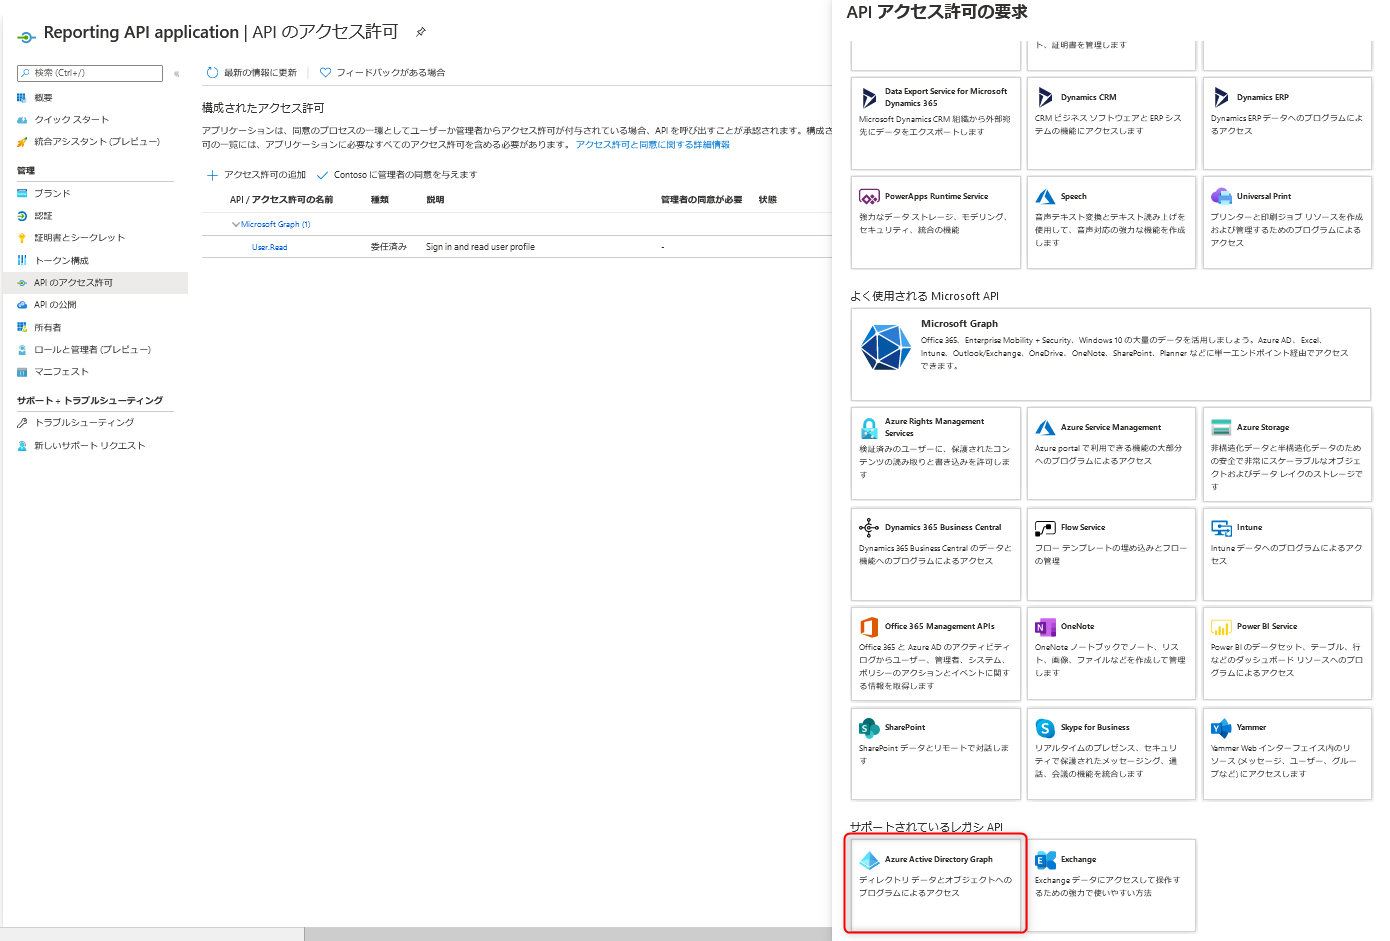 Reporting API application | API のアクセス許可
検索 (Ctrl+/)
«
概要
クイック スタート
統合アシスタント (プレビュー)
管理
ブランド
認証
証明書とシークレット
トークン構成
API のアクセス許可
API の公開
所有者
ロールと管理者 (プレビュー)
マニフェスト
サポート + トラブルシューティング
トラブルシューティング
新しいサポート リクエスト
最新の情報に更新
フィードバックがある場合
構成されたアクセス許可
アプリケーションは、同意のプロセスの一環としてユーザーか管理者からアクセス許可が付与されている場合、API を呼び出すことが承認されます。構成さ
可の一覧には、アプリケーションに必要なすべてのアクセス許可を含める必要があります。 アクセス許可と同意に関する詳細情報
アクセス許可の追加
Contoso に管理者の同意を与えます
API / アクセス許可の名前 種類 説明 管理者の同意が必要 状態
Microsoft Graph (1)
User.Read 委任済み Sign in and read user profile -
API アクセス許可の要求
ト、証明書を管理します
Data Export Service for Microsoft
Dynamics 365
Microsoft Dynamics CRM 組織から外部宛
先にデータをエクスポートします
Dynamics CRM
CRM ビジネス ソフトウェアと ERP シス
テムの機能にアクセスします
Dynamics ERP
Dynamics ERP データへのプログラムによ
るアクセス
PowerApps Runtime Service
強力なデータ ストレージ、モデリング、
セキュリティ、統合の機能
Speech
音声テキスト変換とテキスト読み上げを
使用して、音声対応の強力な機能を作成
します
Universal Print
プリンターと印刷ジョブ リソースを作成
および管理するためのプログラムによる
アクセス
よく使用される Microsoft API
Microsoft Graph
Office 365、Enterprise Mobility + Security、Windows 10 の大量のデータを活用しましょう。Azure AD、Excel、
Intune、Outlook/Exchange、OneDrive、OneNote、SharePoint、Planner などに単一エンドポイント経由でアクセス
できます。
Azure Rights Management
Services
検証済みのユーザーに、保護されたコン
テンツの読み取りと書き込みを許可しま
す
Azure Service Management
Azure portal で利用できる機能の大部分
へのプログラムによるアクセス
Azure Storage
非構造化データと半構造化データのため
の安全で非常にスケーラブルなオブジェ
クトおよびデータ レイクのストレージで
す
Dynamics 365 Business Central
Dynamics 365 Business Central のデータと
機能へのプログラムによるアクセス
Flow Service
フロー テンプレートの埋め込みとフロー
の管理
Intune
Intune データへのプログラムによるアク
セス
Office 365 Management APIs
Office 365 と Azure AD のアクティビティ
ログからユーザー、管理者、システム、
ポリシーのアクションとイベントに関す
る情報を取得します
OneNote
OneNote ノートブックでノート、リス
ト、画像、ファイルなどを作成して管理
します
Power BI Service
Power BI のデータセット、テーブル、行
などのダッシュボード リソースへのプロ
グラムによるアクセス
SharePoint
SharePoint データとリモートで対話しま
す
Skype for Business
リアルタイムのプレゼンス、セキュリ
ティで保護されたメッセージング、通
話、会議の機能を統合します
Yammer
Yammer Web インターフェイス内のリ
ソース (メッセージ、ユーザー、グルー
プなど) にアクセスします
サポートされているレガシ API
Azure Active Directory Graph
ディレクトリ データとオブジェクトへの
プログラムによるアクセス
Exchange
Exchange データにアクセスして操作す
るための強力で使いやすい方法